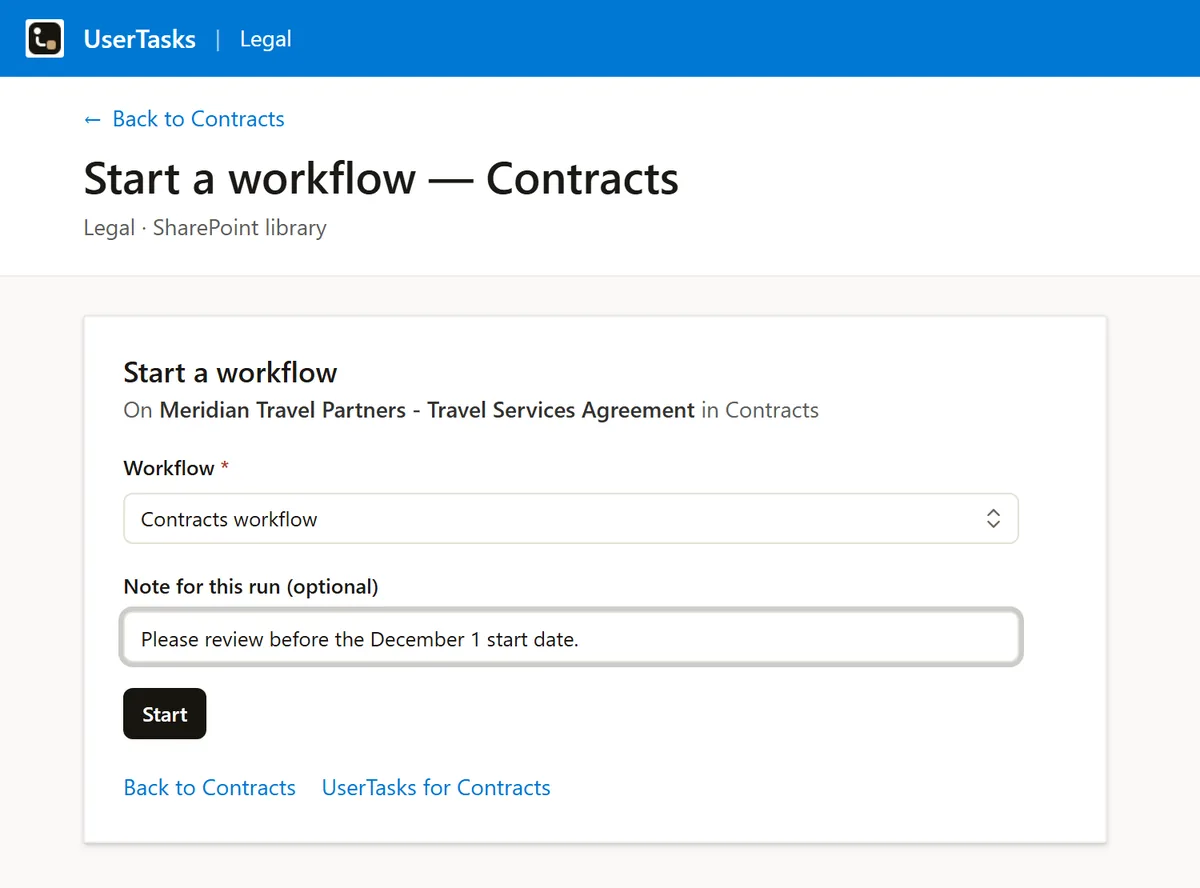 UserTasks | Legal
← Back to Contracts
Start a workflow — Contracts
Legal · SharePoint library
Start a workflow
On Meridian Travel Partners - Travel Services Agreement in Contracts
Workflow *
Contracts workflow
Note for this run (optional)
Please review before the December 1 start date.
Start
Back to Contracts UserTasks for Contracts